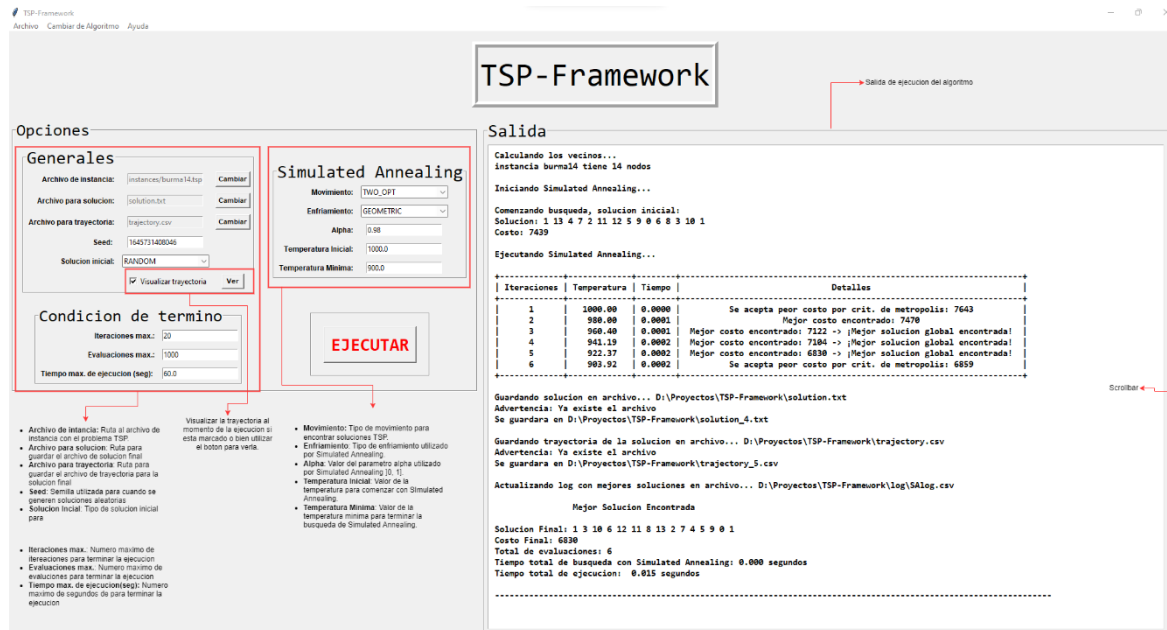 TSP-Framework
Archivo Cambiar de Algoritmo Ayuda
TSP-Framework
Salida de ejecucion del algoritmo
Opciones
Generales
Archivo de instancia: instances/burma14.tsp Cambiar
Archivo para solucion: solution.txt Cambiar
Archivo para trayectoria: trajectory.csv Cambiar
Seed: 1645731408046
Solucion inicial: RANDOM
Visualizar trayectoria Ver
Condicion de termino
Iteraciones max.: 20
Evaluaciones max.: 1000
Tiempo max. de ejecucion (seg): 60.0
Simulated Annealing
Movimiento: TWO_OPT
Enfriamiento: GEOMETRIC
Alpha: 0.98
Temperatura Inicial: 1000.0
Temperatura Minima: 900.0
EJECUTAR
• Archivo de intancia: Ruta al archivo de
instancia con el problema TSP.
• Archivo para solucion: Ruta para
guardar el archivo de solucion final
• Archivo para trayectoria: Ruta para
guardar el archivo de trayectoria para la
solucion final
• Seed: Semilla utilizada para cuando se
generen soluciones aleatorias
• Solucion Incial: Tipo de solucion inicial
para
• Iteraciones max.: Numero maximo de
itereaciones para terminar la ejecucion
• Evaluaciones max.: Numero maximo de
evaluciones para terminar la ejecucion
• Tiempo max. de ejecucion(seg): Numero
maximo de segundos de para terminar la
ejecucion
Visualizar la trayectoria al
momento de la ejecucion si
esta marcado o bien utilizar
el boton para verla.
• Movimiento: Tipo de movimiento para
encontrar soluciones TSP.
• Enfriamiento: Tipo de enfriamiento utilizado
por Simulated Annealing.
• Alpha: Valor del parametro alpha utilizado
por Simulated Annealing ]0, 1].
• Temperatura Inicial: Valor de la
temperatura para comenzar con SImulated
Annealing.
• Temperatura Minima: Valor de la
temperatura minima para terminar la
busqueda de Simulated Annealing.
Salida
Calculando los vecinos...
instancia burma14 tiene 14 nodos
Iniciando Simulated Annealing...
Comenzando busqueda, solucion inicial:
Solucion: 1 13 4 7 2 11 12 5 9 0 6 8 3 10 1
Costo: 7439
Ejecutando Simulated Annealing...
| Iteraciones | Temperatura | Tiempo | Detalles |
| 1 | 1000.00 | 0.0000 | Se acepta peor costo por crit. de metropolis: 7643 |
| 2 | 980.00 | 0.0001 | Mejor costo encontrado: 7470 |
| 3 | 960.40 | 0.0001 | Mejor costo encontrado: 7122 -> ¡Mejor solucion global encontrada! |
| 4 | 941.19 | 0.0002 | Mejor costo encontrado: 7104 -> ¡Mejor solucion global encontrada! |
| 5 | 922.37 | 0.0002 | Mejor costo encontrado: 6830 -> ¡Mejor solucion global encontrada! |
| 6 | 903.92 | 0.0002 | Se acepta peor costo por crit. de metropolis: 6859 |
Guardando solucion en archivo... D:\Proyectos\TSP-Framework\solution.txt
Advertencia: Ya existe el archivo
Se guardara en D:\Proyectos\TSP-Framework\solution_4.txt
Guardando trayectoria de la solucion en archivo... D:\Proyectos\TSP-Framework\trajectory.csv
Advertencia: Ya existe el archivo
Se guardara en D:\Proyectos\TSP-Framework\trajectory_5.csv
Actualizando log con mejores soluciones en archivo... D:\Proyectos\TSP-Framework\log\SAlog.csv
Mejor Solucion Encontrada
Solucion Final: 1 3 10 6 12 11 8 13 2 7 4 5 9 0 1
Costo Final: 6830
Total de evaluaciones: 6
Tiempo total de busqueda con Simulated Annealing: 0.000 segundos
Tiempo total de ejecucion: 0.015 segundos
Scrollbar